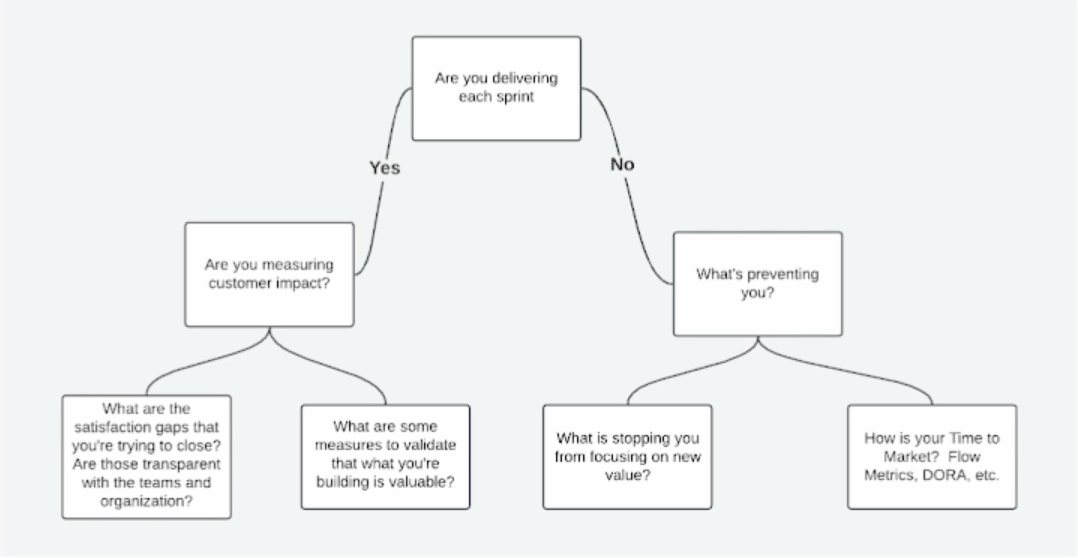 Are you delivering
each sprint
Yes
No
Are you measuring
customer impact?
What's preventing
you?
What are the
satisfaction gaps that
you're trying to close?
Are those transparent
with the teams and
organization?
What are some
measures to validate
that what you're
building is valuable?
What is stopping you
from focusing on new
value?
How is your Time to
Market?  Flow
Metrics, DORA, etc.